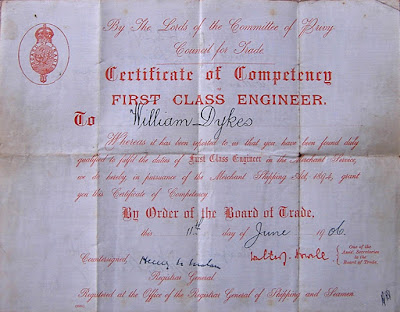 By The Lords of the Committee of Privy
Council for Trade.
Certificate of Competency
FIRST CLASS ENGINEER.
To William Dykes
Whereas it has been reported to us that you have been found duly
qualified to fulfil the duties of First Class Engineer in the Merchant Service,
we do hereby in pursuance of the Merchant Shipping Act, 1894, grant
you this Certificate of Competency
By Order of the Board of Trade,
this 11th day of June 1906.
Countersigned,
One of the
Asst. Secretaries
to the
Board of Trade.
Registrar General.
Registered at the Office of the Registrar General of Shipping and Seamen